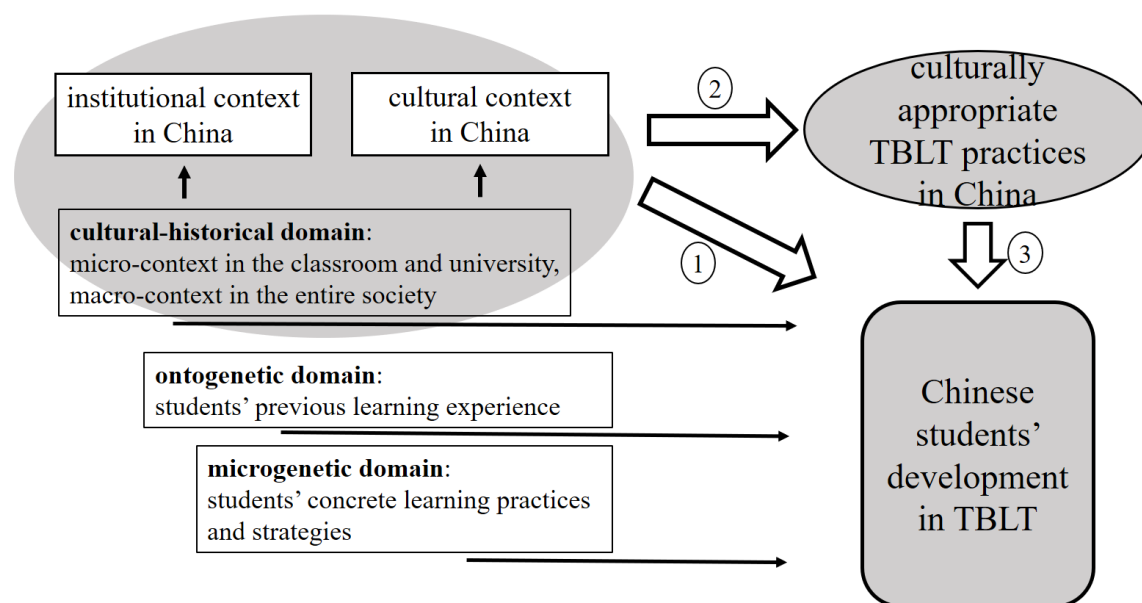 institutional context
in China
cultural context
in China
2
culturally
appropriate
TBLT practices
in China
cultural-historical domain:
micro-context in the classroom and university,
macro-context in the entire society
1
3
ontogenetic domain:
students’ previous learning experience
microgenetic domain:
students’ concrete learning practices
and strategies
Chinese
students’
development
in TBLT